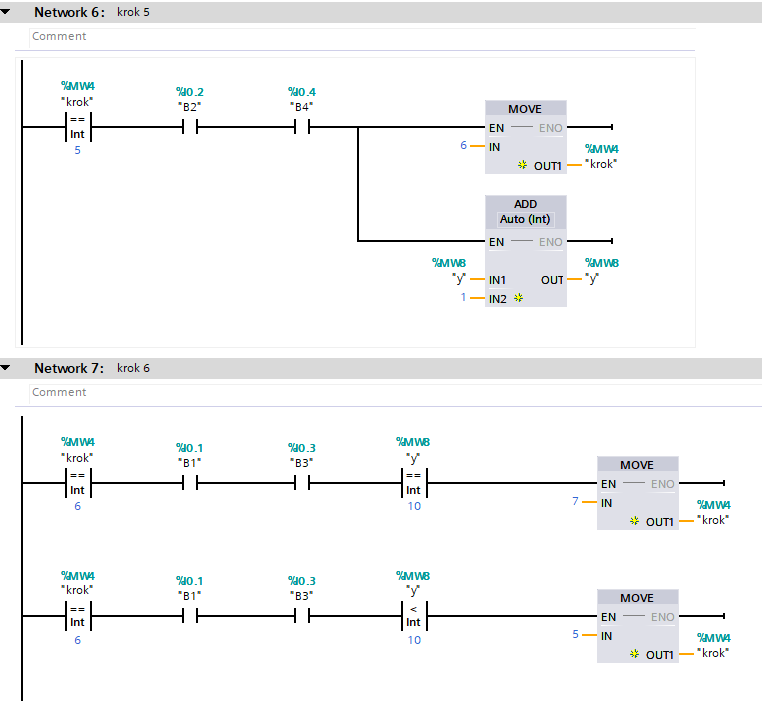 Network 6: krok 5
Comment
%MW4 %I0.2 %I0.4
"krok" "B2" "B4"
== MOVE
Int EN ENO
5 6 IN %MW4
OUT1 "krok"
ADD
Auto (Int)
EN ENO
%MW8 %MW8
"y" IN1 OUT "y"
1 IN2
Network 7: krok 6
Comment
%MW4 %I0.1 %I0.3 %MW8
"krok" "B1" "B3" "y"
== == MOVE
Int Int EN ENO
6 10 7 IN %MW4
OUT1 "krok"
%MW4 %I0.1 %I0.3 %MW8
"krok" "B1" "B3" "y"
== < MOVE
Int Int EN ENO
6 10 5 IN %MW4
OUT1 "krok"